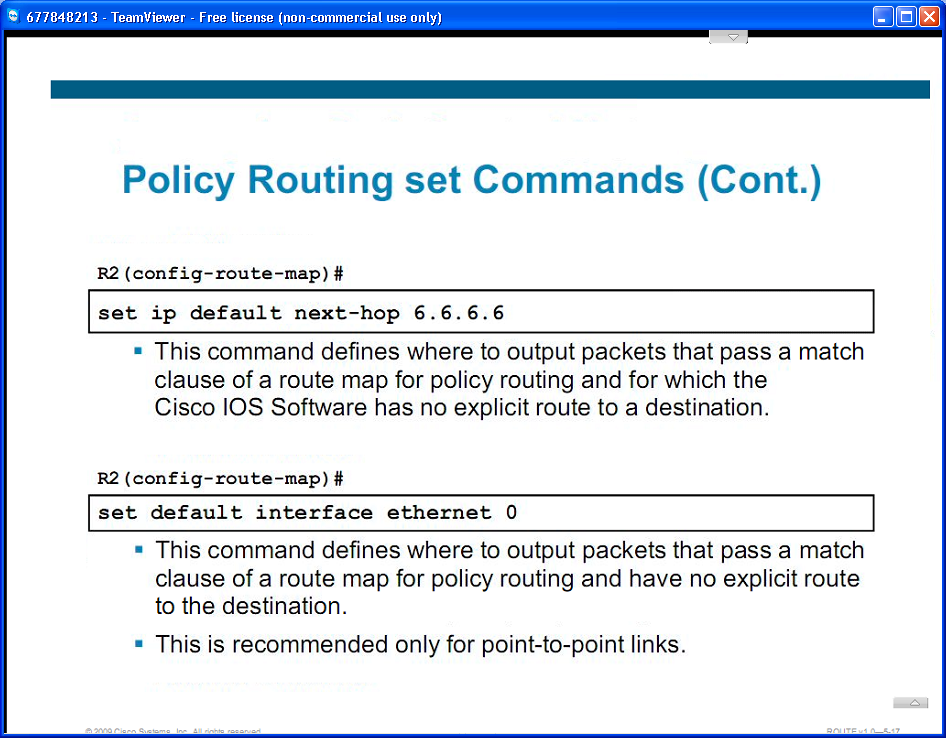 677848213 - TeamViewer - Free license (non-commercial use only)
Policy Routing set Commands (Cont.)
R2(config-route-map)#
set ip default next-hop 6.6.6.6
▪ This command defines where to output packets that pass a match
clause of a route map for policy routing and for which the
Cisco IOS Software has no explicit route to a destination.
R2(config-route-map)#
set default interface ethernet 0
▪ This command defines where to output packets that pass a match
clause of a route map for policy routing and have no explicit route
to the destination.
▪ This is recommended only for point-to-point links.
© 2009 Cisco Systems, Inc. All rights reserved.
ROUTE v1.0—5-17